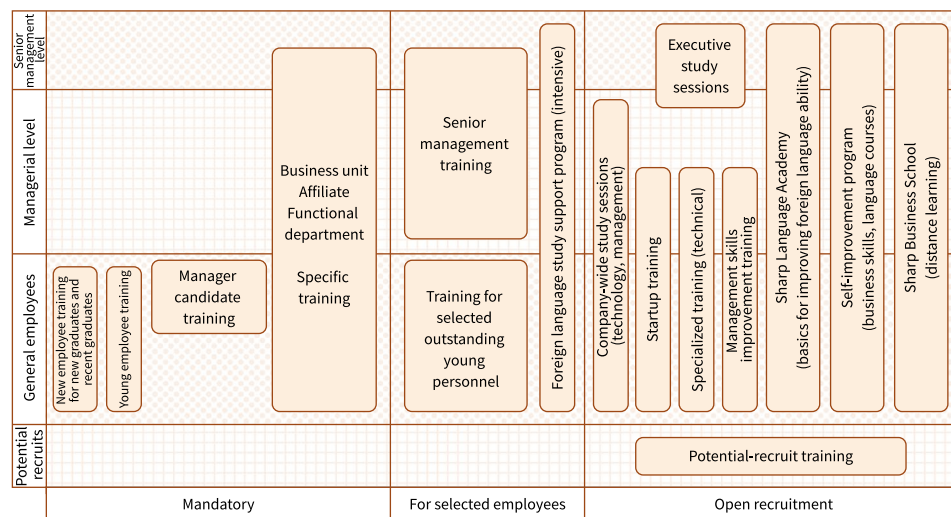 Senior
management
level
Managerial level
General employees
Potential
recruits
New employee training
for new graduates and
recent graduates
Young employee training
Manager
candidate
training
Business unit
Affiliate
Functional
department
Specific
training
Senior
management
training
Training for
selected
outstanding
young
personnel
Foreign language study support program (intensive)
Company-wide study sessions
(technology, management)
Startup training
Executive
study
sessions
Specialized training (technical)
Management skills
improvement training
Sharp Language Academy
(basics for improving foreign language ability)
Self-improvement program
(business skills, language courses)
Sharp Business School
(distance learning)
Potential-recruit training
Mandatory
For selected employees
Open recruitment